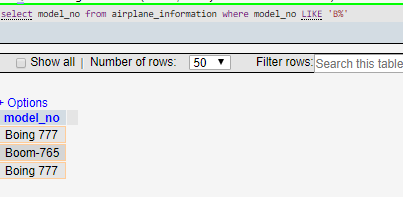 select model_no from airplane_information where model_no LIKE 'B%'
Show all | Number of rows: 50 Filter rows: Search this table
+ Options
model_no
Boing 777
Boom-765
Boing 777